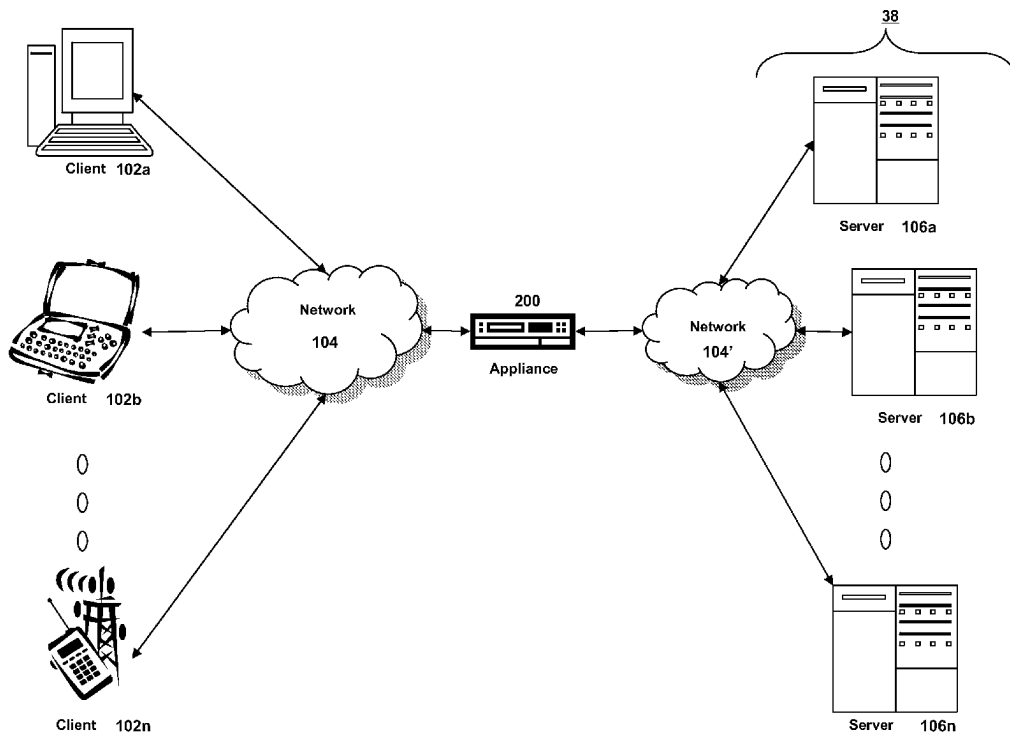 38
Client 102a
Server 106a
Network
104
200
Appliance
Network
104’
Client 102b
Server 106b
Client 102n
Server 106n